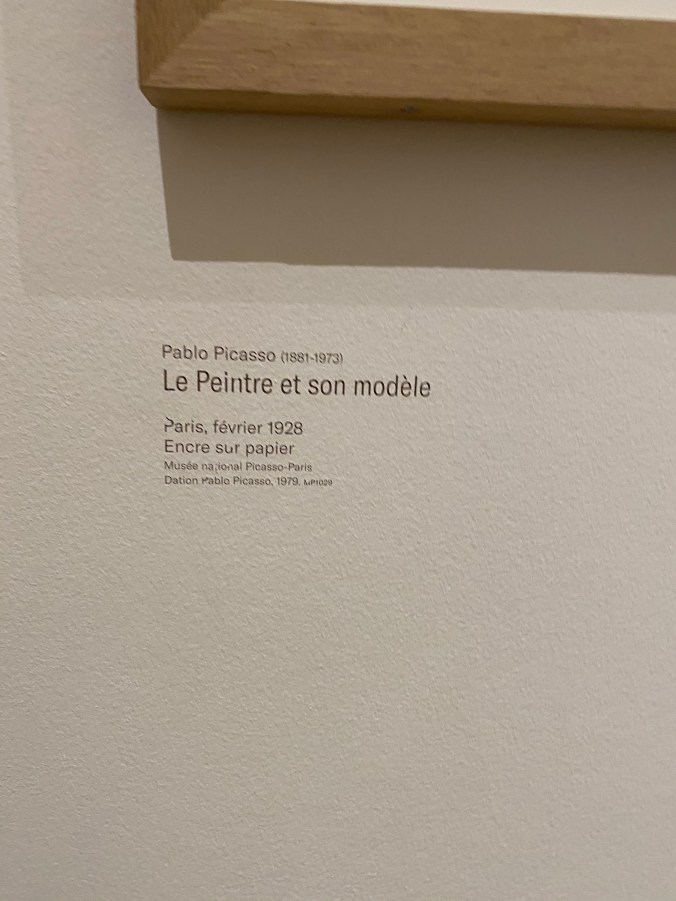 Pablo Picasso (1881-1973)
Le Peintre et son modèle
Paris, février 1928
Encre sur papier
Musée national Picasso-Paris
Dation Pablo Picasso, 1979. MP1029